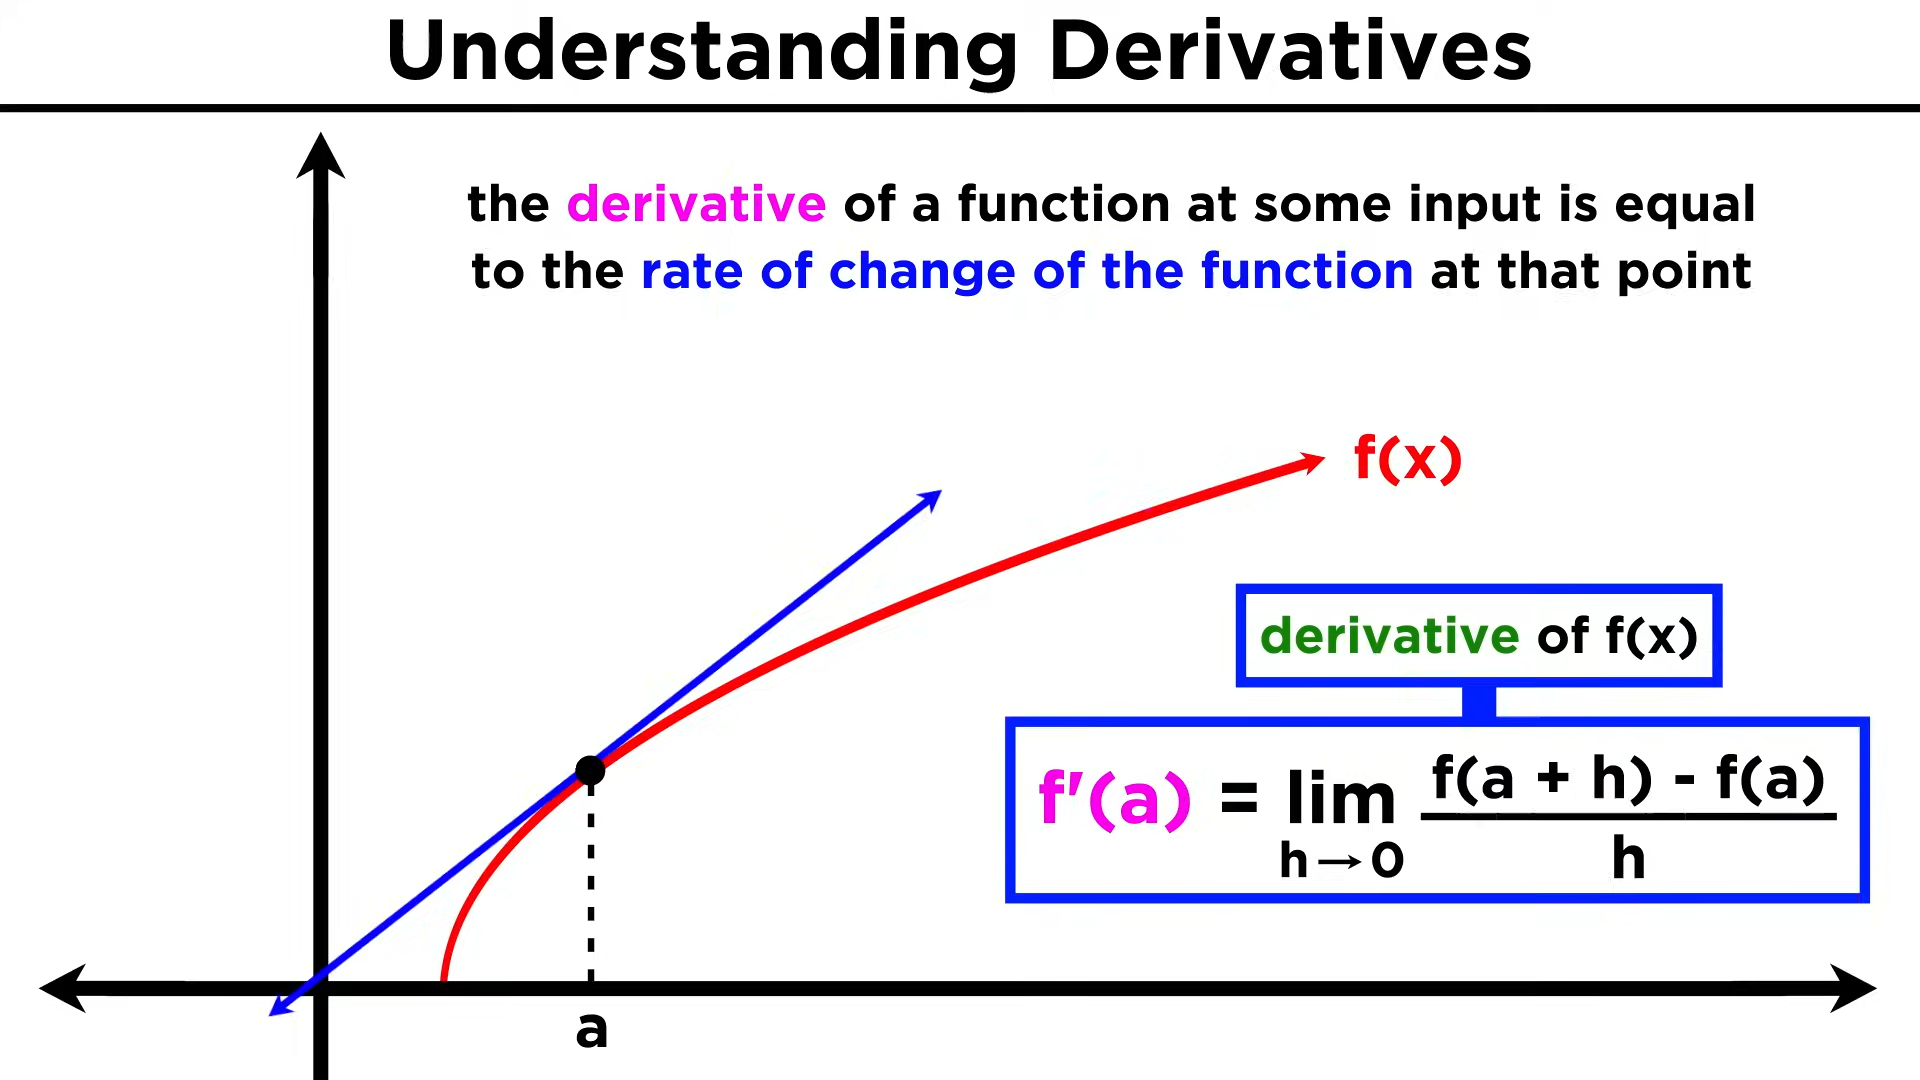 Understanding Derivatives
the derivative of a function at some input is equal
to the rate of change of the function at that point
f(x)
derivative of f(x)
f'(a) = lim f(a + h) - f(a)
h→0 h
a